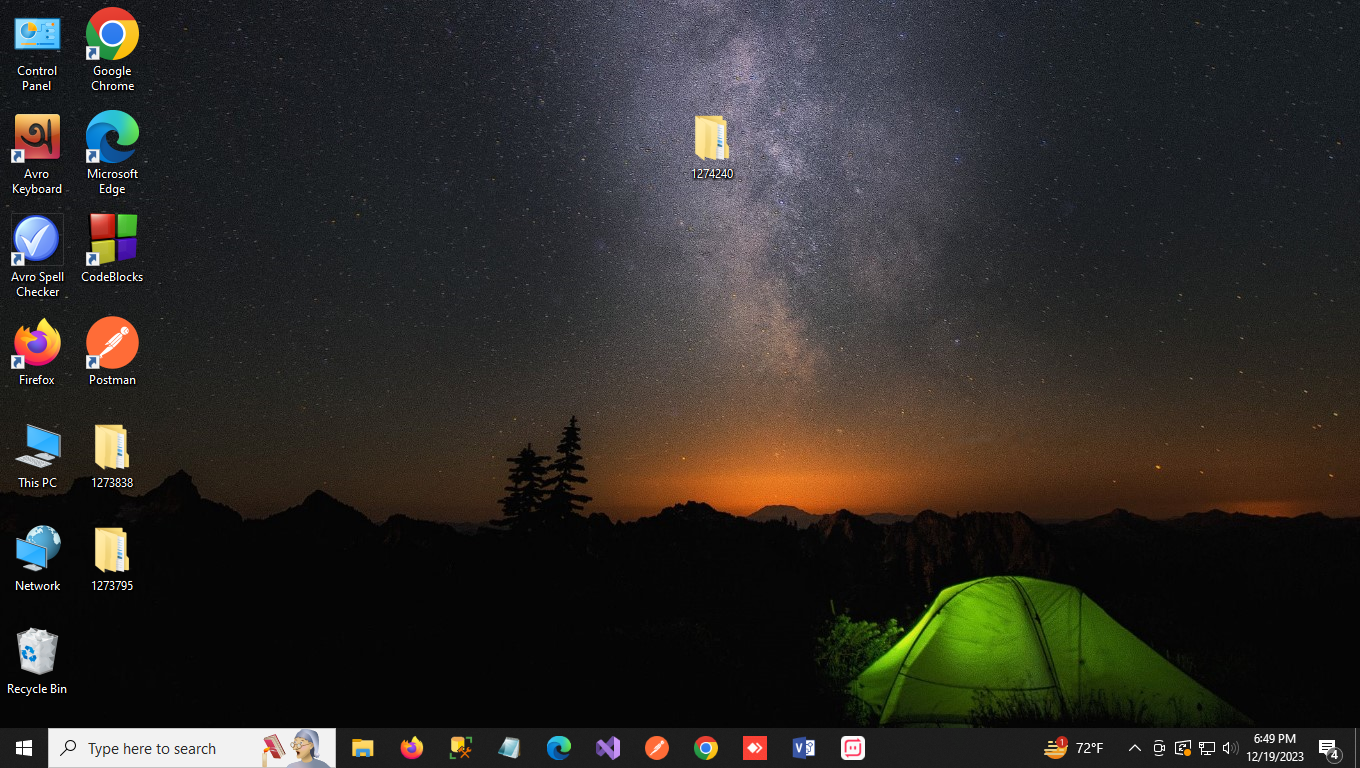 Control
Panel
Google
Chrome
অ
Avro
Keyboard
Microsoft
Edge
Avro Spell
Checker
CodeBlocks
Firefox
Postman
This PC
1273838
Network
1273795
Recycle Bin
1274240
Type here to search
1
72°F
6:49 PM
12/19/2023
4